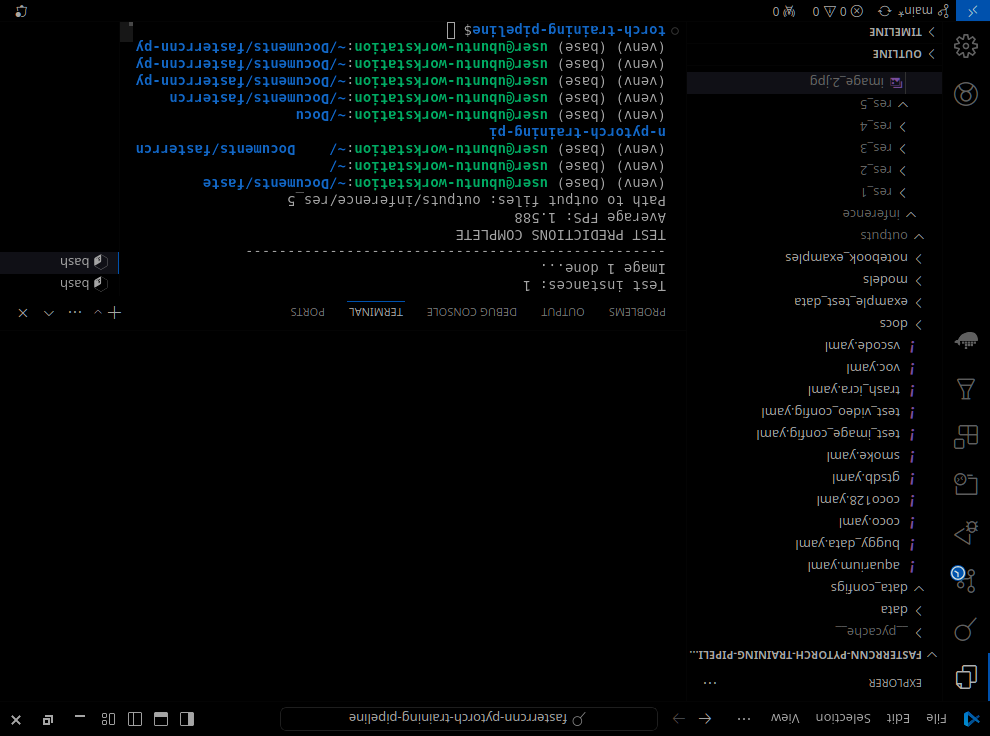 File Edit Selection View ... fasterrcnn-pytorch-training-pipeline
EXPLORER ...
FASTERRCNN-PYTORCH-TRAINING-PIPELI...
__pycache__
data
data_configs
! aquarium.yaml
! buggy_data.yaml
! coco.yaml
! coco128.yaml
! gtsdb.yaml
! smoke.yaml
! test_image_config.yaml
! test_video_config.yaml
! trash_icra.yaml
! voc.yaml
! vscode.yaml
docs
example_test_data
models
notebook_examples
outputs
inference
res_1
res_2
res_3
res_4
res_5
image_2.jpg
OUTLINE
TIMELINE
PROBLEMS OUTPUT DEBUG CONSOLE TERMINAL PORTS
Test instances: 1
Image 1 done...
--------------------------------------------------
TEST PREDICTIONS COMPLETE
Average FPS: 1.588
Path to output files: outputs/inference/res_5
(venv) (base) user@ubuntu-workstation:~/Documents/faste
(venv) (base) user@ubuntu-workstation:~/
(venv) (base) user@ubuntu-workstation:~/    Documents/fasterrcn
n-pytorch-training-pi
(venv) (base) user@ubuntu-workstation:~/Docu
(venv) (base) user@ubuntu-workstation:~/Documents/fasterrcn
(venv) (base) user@ubuntu-workstation:~/Documents/fasterrcnn-py
(venv) (base) user@ubuntu-workstation:~/Documents/fasterrcnn-py
(venv) (base) user@ubuntu-workstation:~/Documents/fasterrcnn-py
torch-training-pipeline$
bash
bash
main* 0 0 0